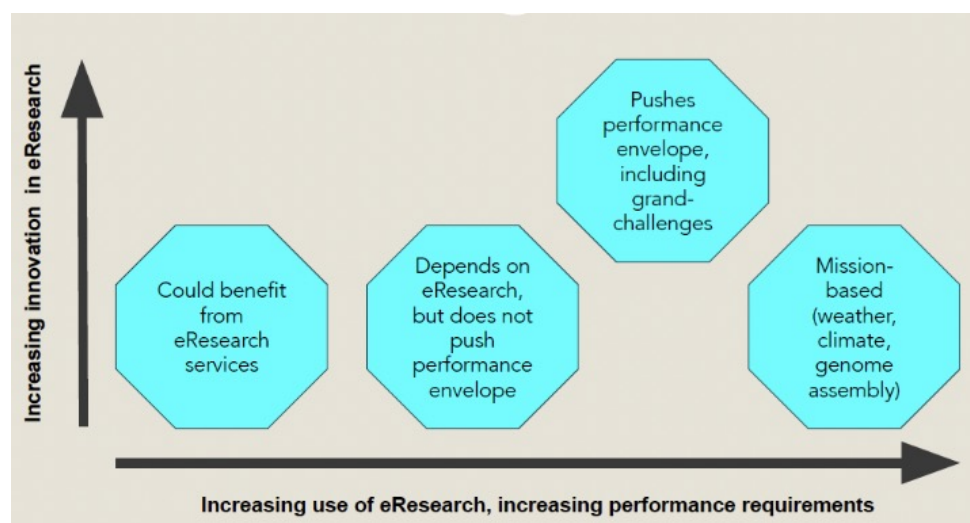 Increasing innovation in eResearch
Could benefit
from
eResearch
services
Depends on
eResearch,
but does not
push
performance
envelope
Pushes
performance
envelope,
including
grand-
challenges
Mission-
based
(weather,
climate,
genome
assembly)
Increasing use of eResearch, increasing performance requirements